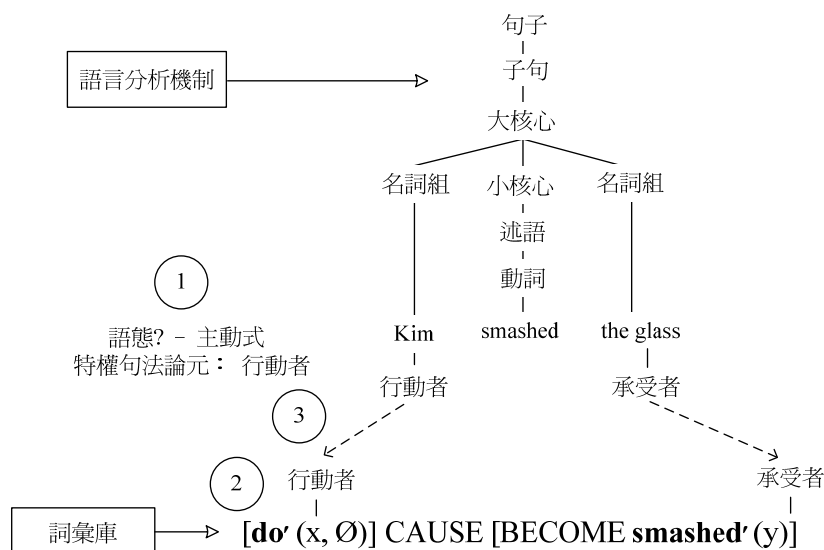 句子
子句
語言分析機制
大核心
名詞組 小核心 名詞組
述語
動詞
1
語態? - 主動式
特權句法論元： 行動者
Kim smashed the glass
行動者 承受者
3
2
行動者 承受者
詞彙庫
[do′ (x, Ø)] CAUSE [BECOME smashed′ (y)]